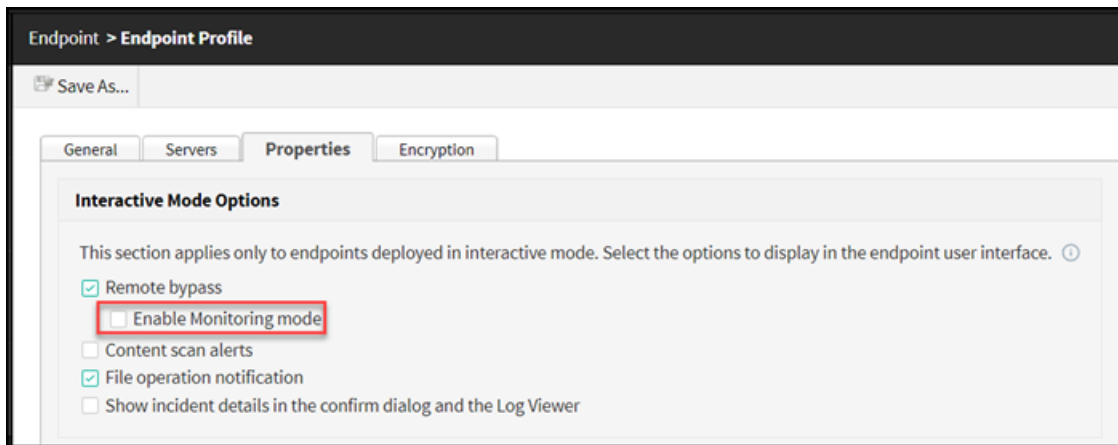 Endpoint > Endpoint Profile
Save As...
General Servers Properties Encryption
Interactive Mode Options
This section applies only to endpoints deployed in interactive mode. Select the options to display in the endpoint user interface.
Remote bypass
Enable Monitoring mode
Content scan alerts
File operation notification
Show incident details in the confirm dialog and the Log Viewer